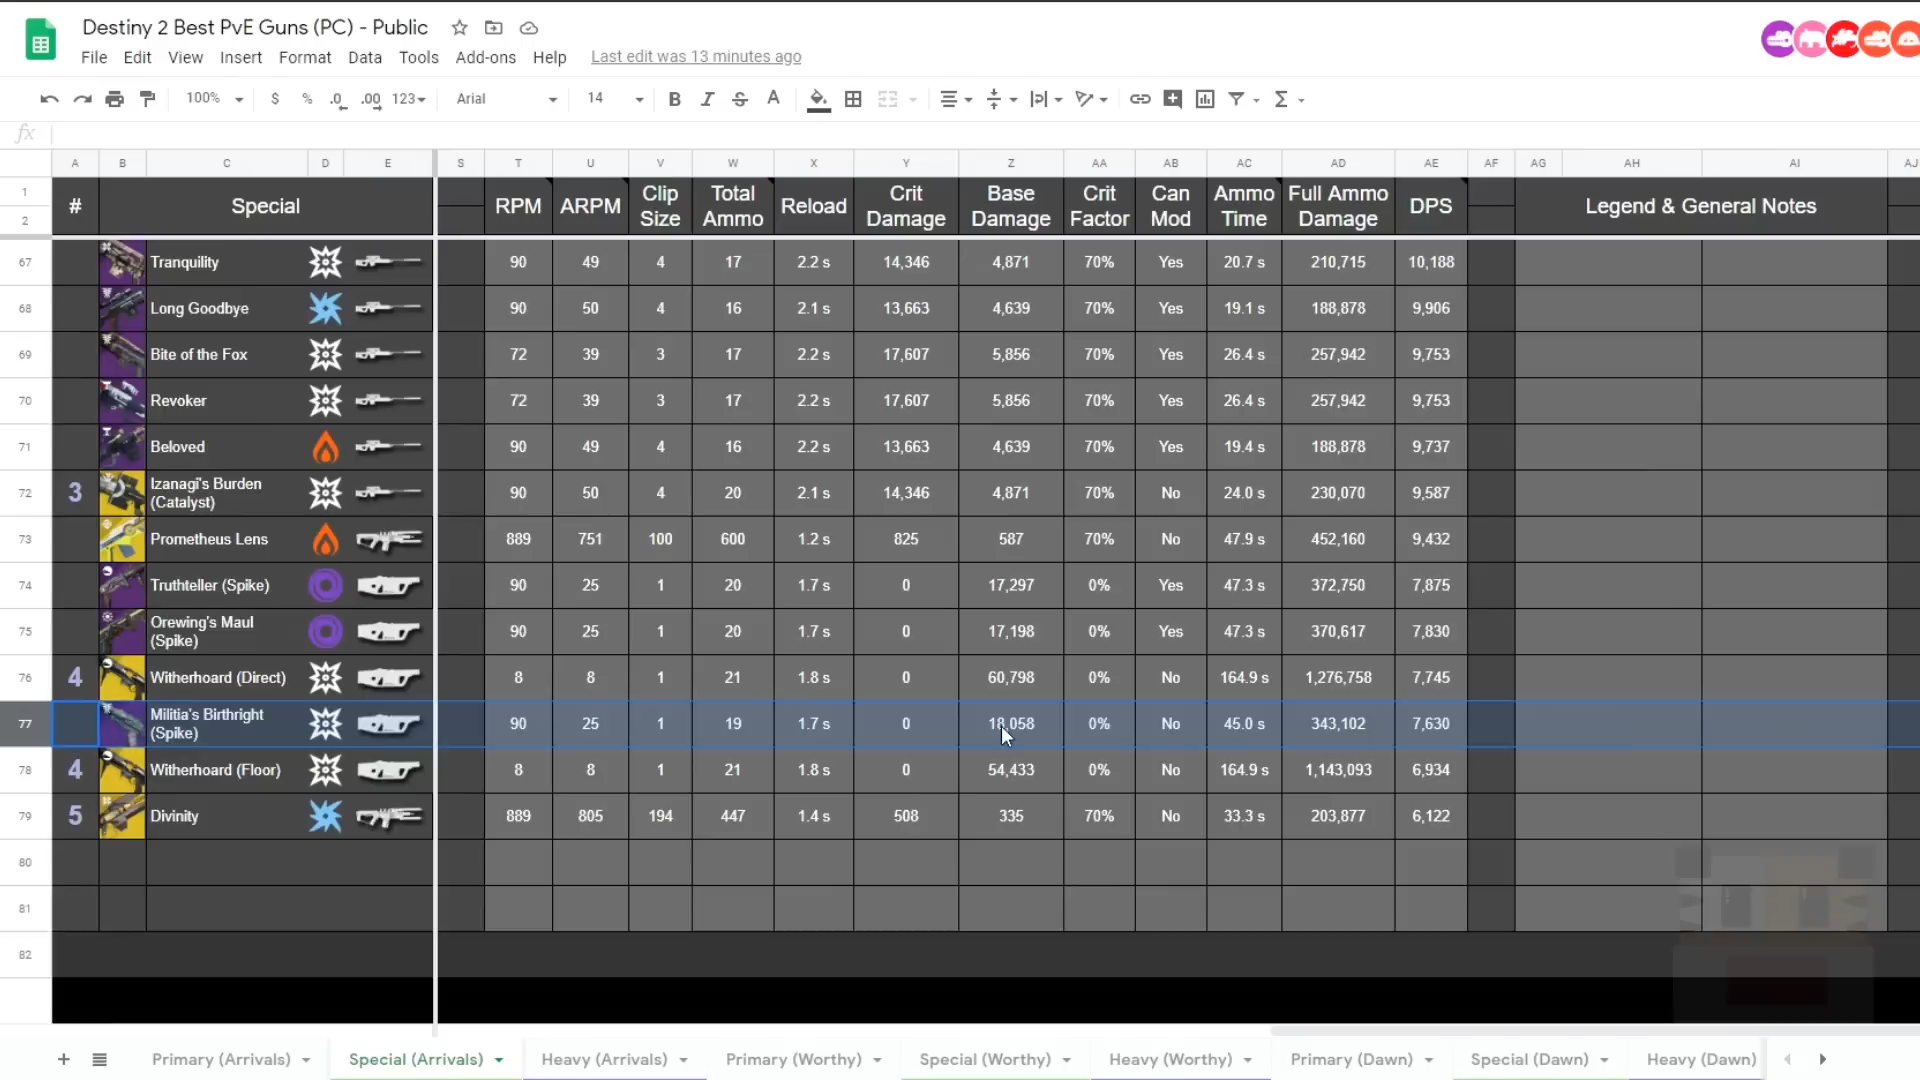 Destiny 2 Best PvE Guns (PC) - Public
File Edit View Insert Format Data Tools Add-ons Help Last edit was 13 minutes ago
100% $ % .0 .00 123 Arial 14 B I S A Σ
fx
A B C D E S T U V W X Y Z AA AB AC AD AE AF AG AH AI AJ
1 2 # Special RPM ARPM Clip Size Total Ammo Reload Crit Damage Base Damage Crit Factor Can Mod Ammo Time Full Ammo Damage DPS Legend & General Notes
67 Tranquility 90 49 4 17 2.2 s 14,346 4,871 70% Yes 20.7 s 210,715 10,188
68 Long Goodbye 90 50 4 16 2.1 s 13,663 4,639 70% Yes 19.1 s 188,878 9,906
69 Bite of the Fox 72 39 3 17 2.2 s 17,607 5,856 70% Yes 26.4 s 257,942 9,753
70 Revoker 72 39 3 17 2.2 s 17,607 5,856 70% Yes 26.4 s 257,942 9,753
71 Beloved 90 49 4 16 2.2 s 13,663 4,639 70% Yes 19.4 s 188,878 9,737
72 3 Izanagi's Burden (Catalyst) 90 50 4 20 2.1 s 14,346 4,871 70% No 24.0 s 230,070 9,587
73 Prometheus Lens 889 751 100 600 1.2 s 825 587 70% No 47.9 s 452,160 9,432
74 Truthteller (Spike) 90 25 1 20 1.7 s 0 17,297 0% Yes 47.3 s 372,750 7,875
75 Orewing's Maul (Spike) 90 25 1 20 1.7 s 0 17,198 0% Yes 47.3 s 370,617 7,830
76 4 Witherhoard (Direct) 8 8 1 21 1.8 s 0 60,798 0% No 164.9 s 1,276,758 7,745
77 Militia's Birthright (Spike) 90 25 1 19 1.7 s 0 18,058 0% No 45.0 s 343,102 7,630
78 4 Witherhoard (Floor) 8 8 1 21 1.8 s 0 54,433 0% No 164.9 s 1,143,093 6,934
79 5 Divinity 889 805 194 447 1.4 s 508 335 70% No 33.3 s 203,877 6,122
80
81
82
+ Primary (Arrivals) Special (Arrivals) Heavy (Arrivals) Primary (Worthy) Special (Worthy) Heavy (Worthy) Primary (Dawn) Special (Dawn) Heavy (Dawn)